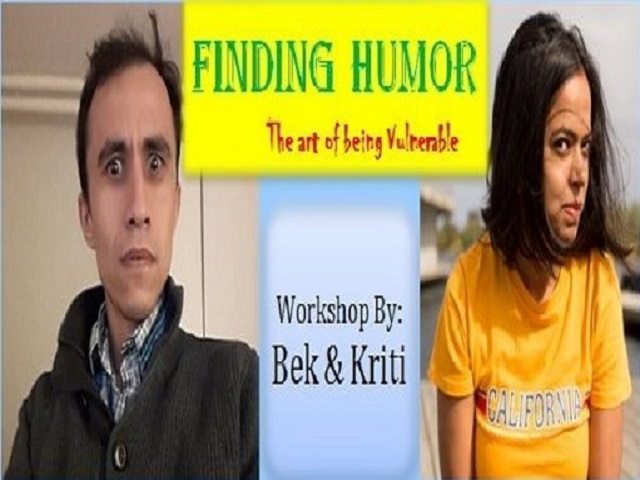 FINDING HUMOR
The art of being Vulnerable
Workshop By:
Bek & Kriti
CALIFORNIA